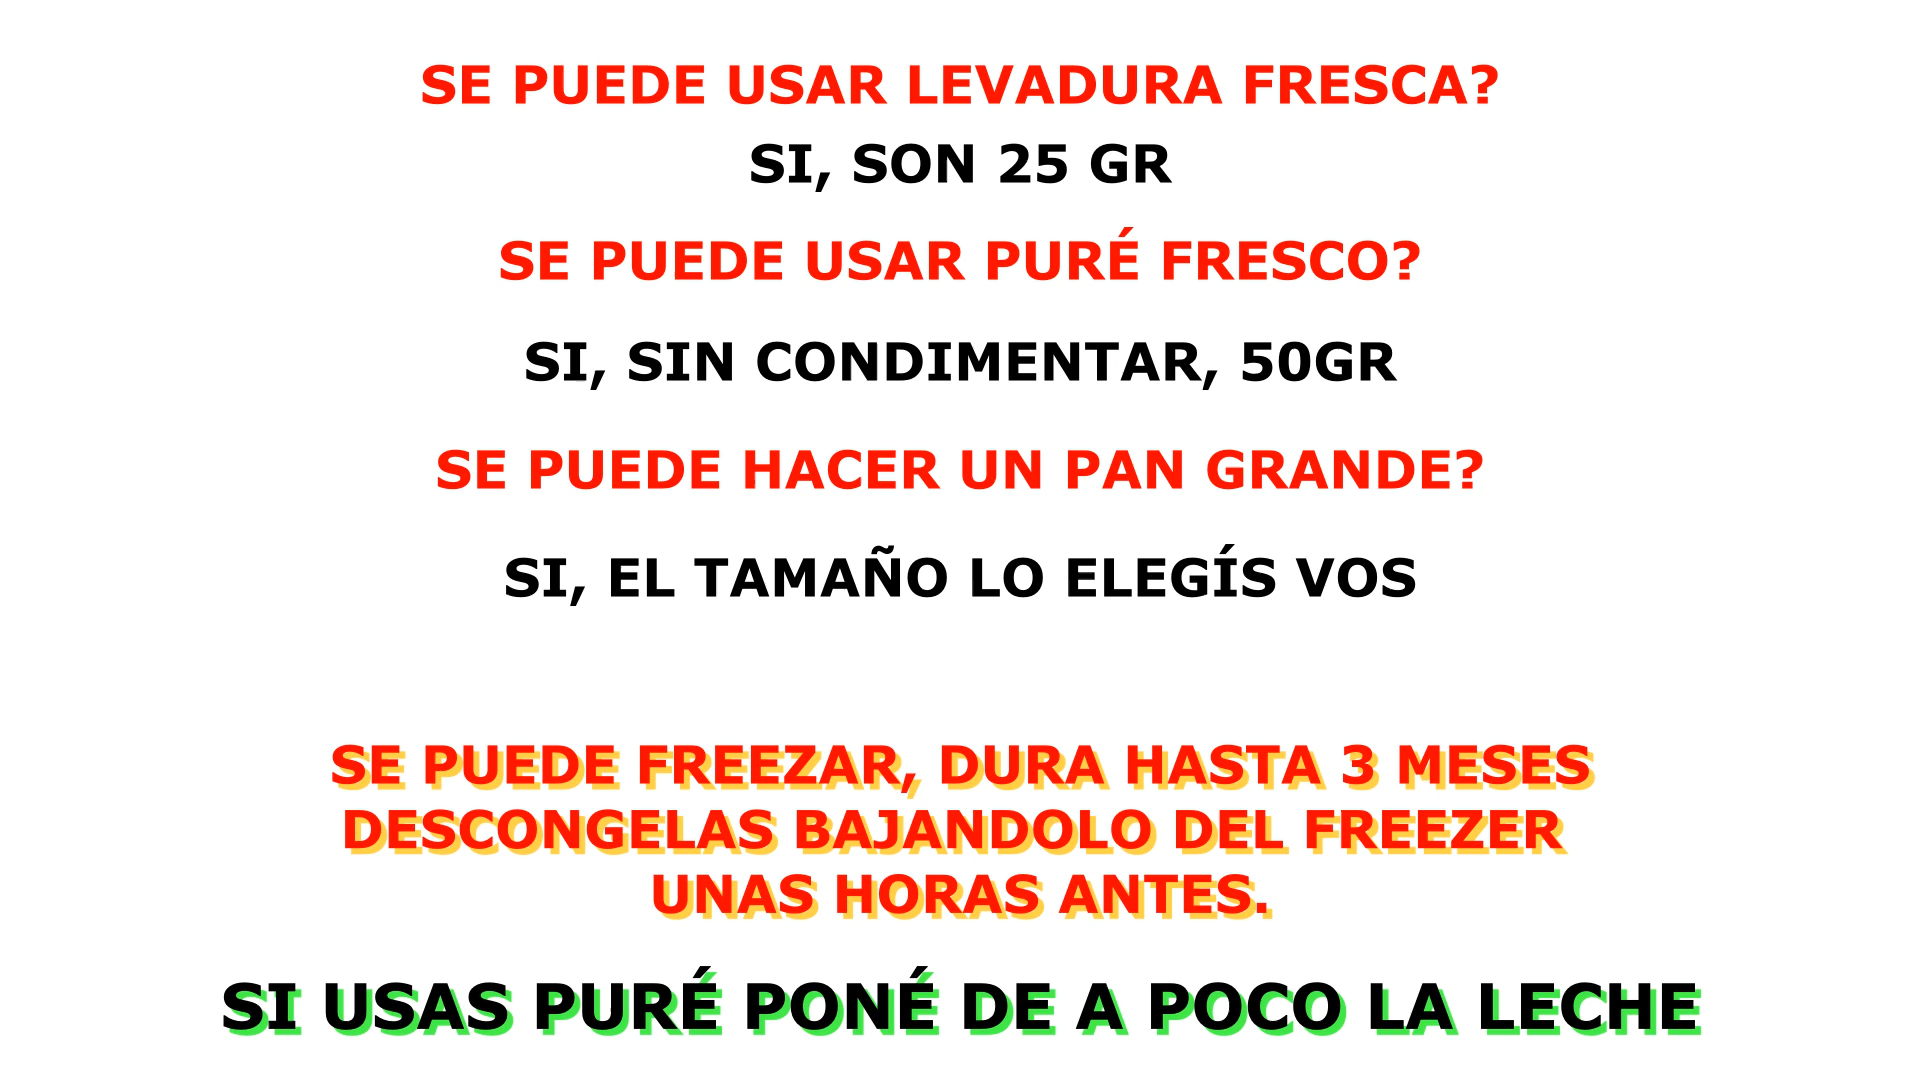 SE PUEDE USAR LEVADURA FRESCA?
SI, SON 25 GR
SE PUEDE USAR PURÉ FRESCO?
SI, SIN CONDIMENTAR, 50GR
SE PUEDE HACER UN PAN GRANDE?
SI, EL TAMAÑO LO ELEGÍS VOS
SE PUEDE FREEZAR, DURA HASTA 3 MESES
DESCONGELAS BAJANDOLO DEL FREEZER
UNAS HORAS ANTES.
SI USAS PURÉ PONÉ DE A POCO LA LECHE